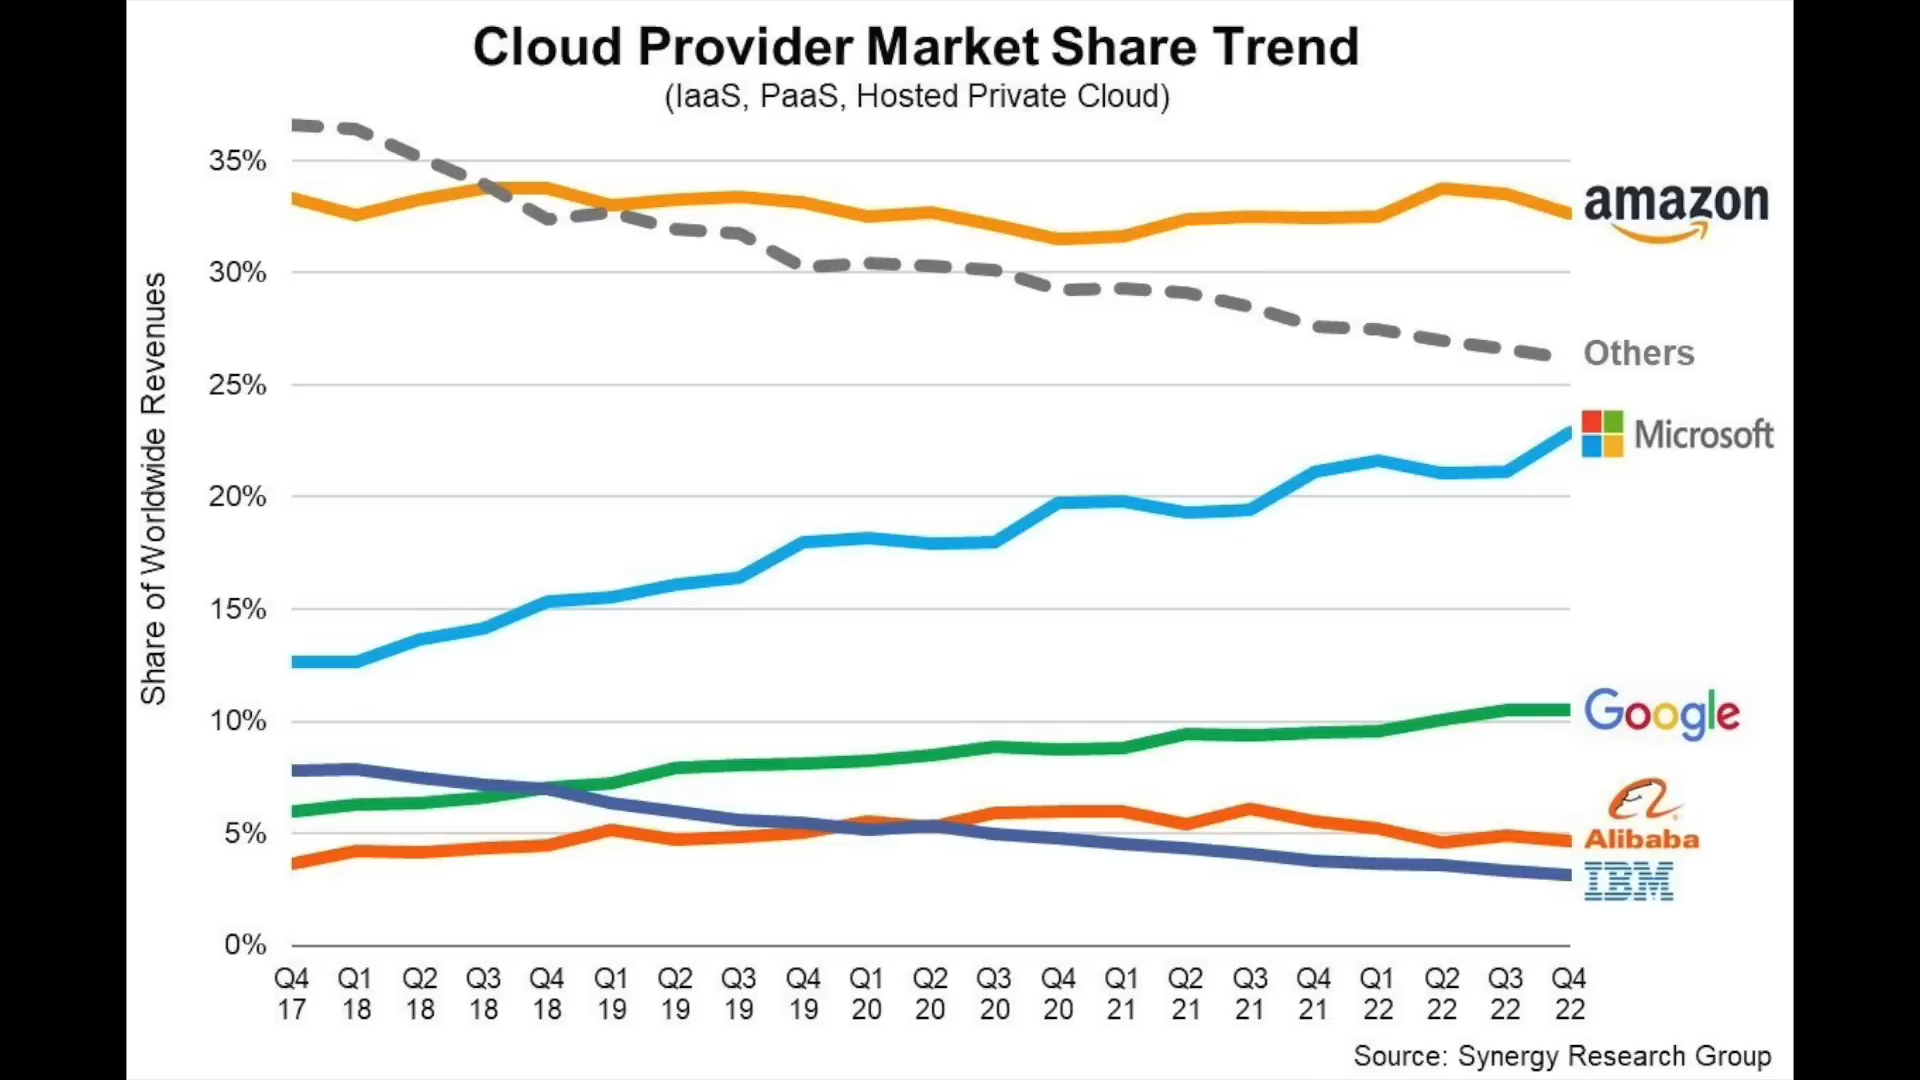 Cloud Provider Market Share Trend
(IaaS, PaaS, Hosted Private Cloud)
Share of Worldwide Revenues
35%
30%
25%
20%
15%
10%
5%
0%
amazon
Others
Microsoft
Google
Alibaba
IBM
Q4 Q1 Q2 Q3 Q4 Q1 Q2 Q3 Q4 Q1 Q2 Q3 Q4 Q1 Q2 Q3 Q4 Q1 Q2 Q3 Q4
17 18 18 18 18 19 19 19 19 20 20 20 20 21 21 21 21 22 22 22 22
Source: Synergy Research Group